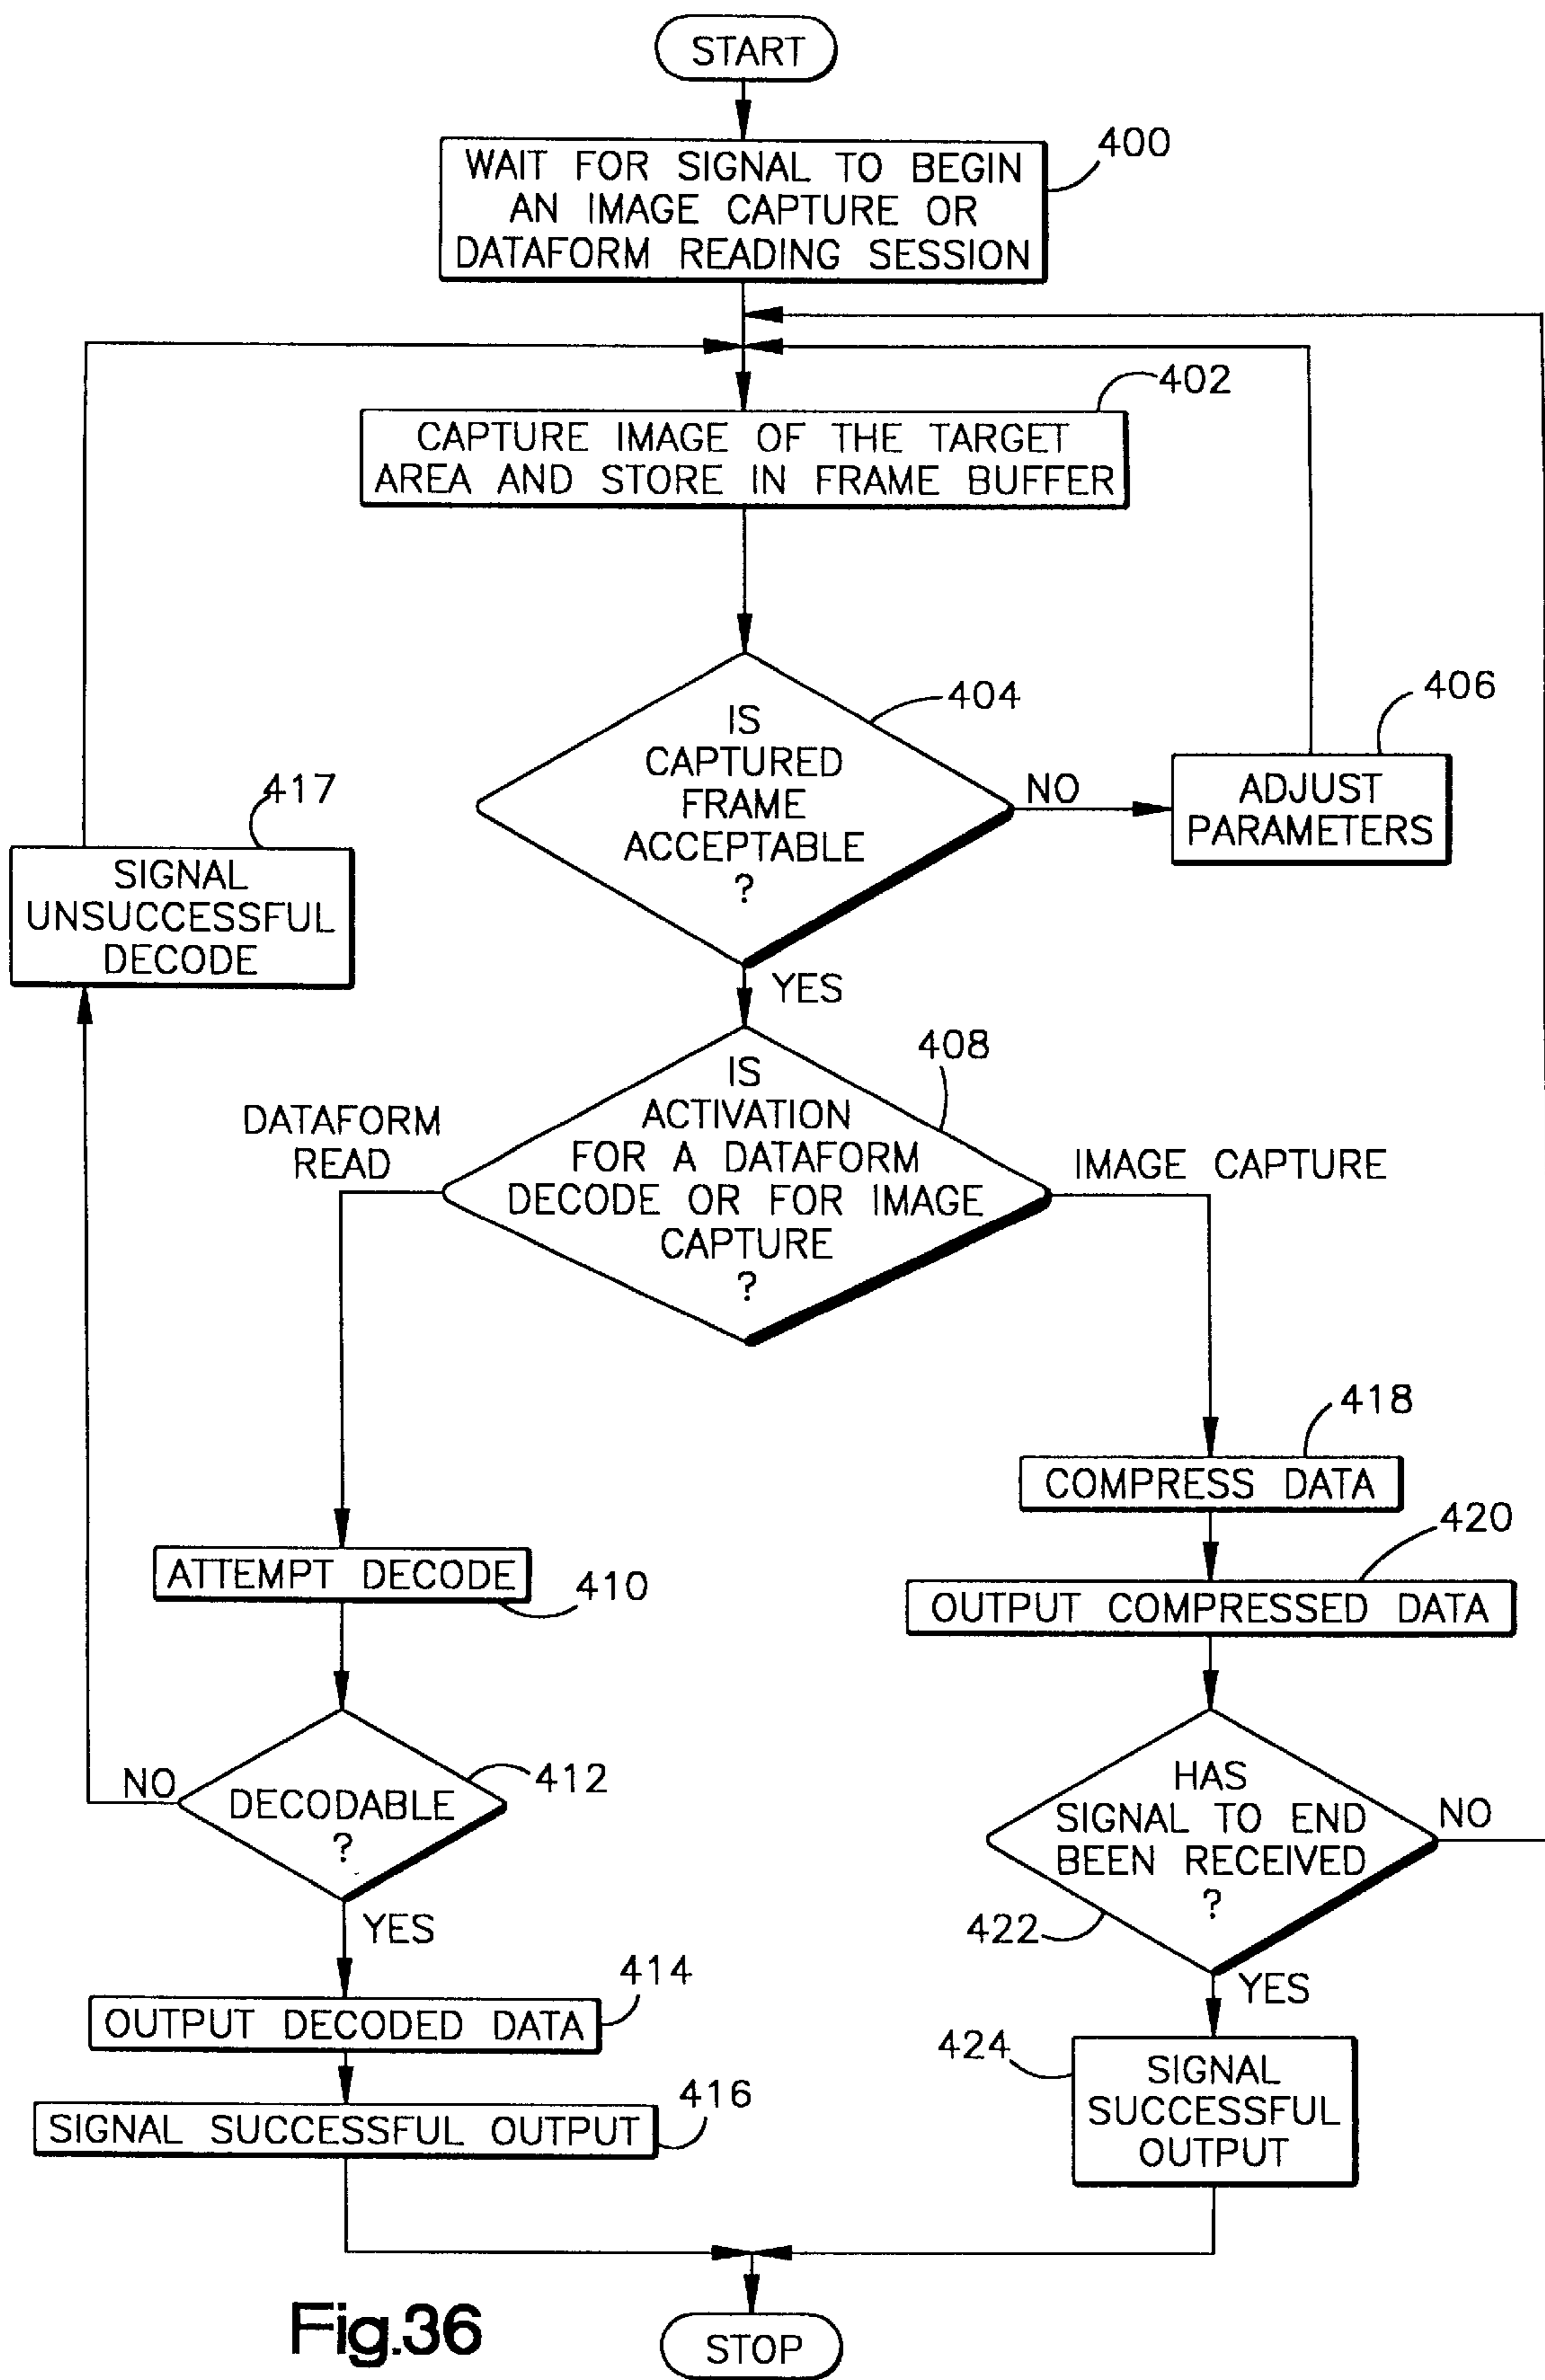 START
400
WAIT FOR SIGNAL TO BEGIN
AN IMAGE CAPTURE OR
DATAFORM READING SESSION
402
CAPTURE IMAGE OF THE TARGET
AREA AND STORE IN FRAME BUFFER
404
IS
CAPTURED
FRAME
ACCEPTABLE
?
NO
406
ADJUST
PARAMETERS
417
SIGNAL
UNSUCCESSFUL
DECODE
YES
408
IS
ACTIVATION
FOR A DATAFORM
DECODE OR FOR IMAGE
CAPTURE
?
DATAFORM
READ
IMAGE CAPTURE
418
COMPRESS DATA
420
OUTPUT COMPRESSED DATA
ATTEMPT DECODE
410
412
DECODABLE
?
NO
YES
HAS
SIGNAL TO END
BEEN RECEIVED
?
NO
422
YES
414
OUTPUT DECODED DATA
416
SIGNAL SUCCESSFUL OUTPUT
424
SIGNAL
SUCCESSFUL
OUTPUT
Fig.36
STOP